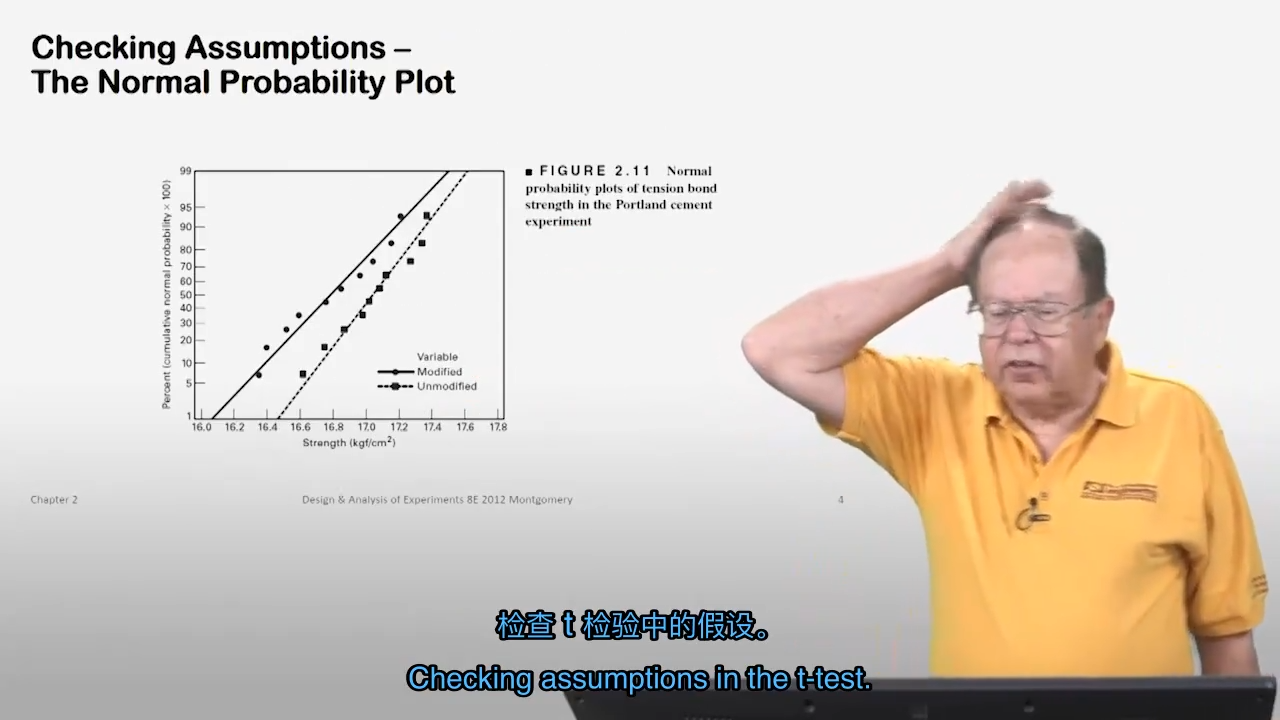 Checking Assumptions –
The Normal Probability Plot
■ FIGURE 2.11 Normal
probability plots of tension bond
strength in the Portland cement
experiment
Percent (cumulative normal probability × 100)
99
95
90
80
70
60
50
40
30
20
10
5
1
Variable
Modified
Unmodified
16.0 16.2 16.4 16.6 16.8 17.0 17.2 17.4 17.6 17.8
Strength (kgf/cm²)
Chapter 2
Design & Analysis of Experiments 8E 2012 Montgomery
4
检查 t 检验中的假设。
Checking assumptions in the t-test.